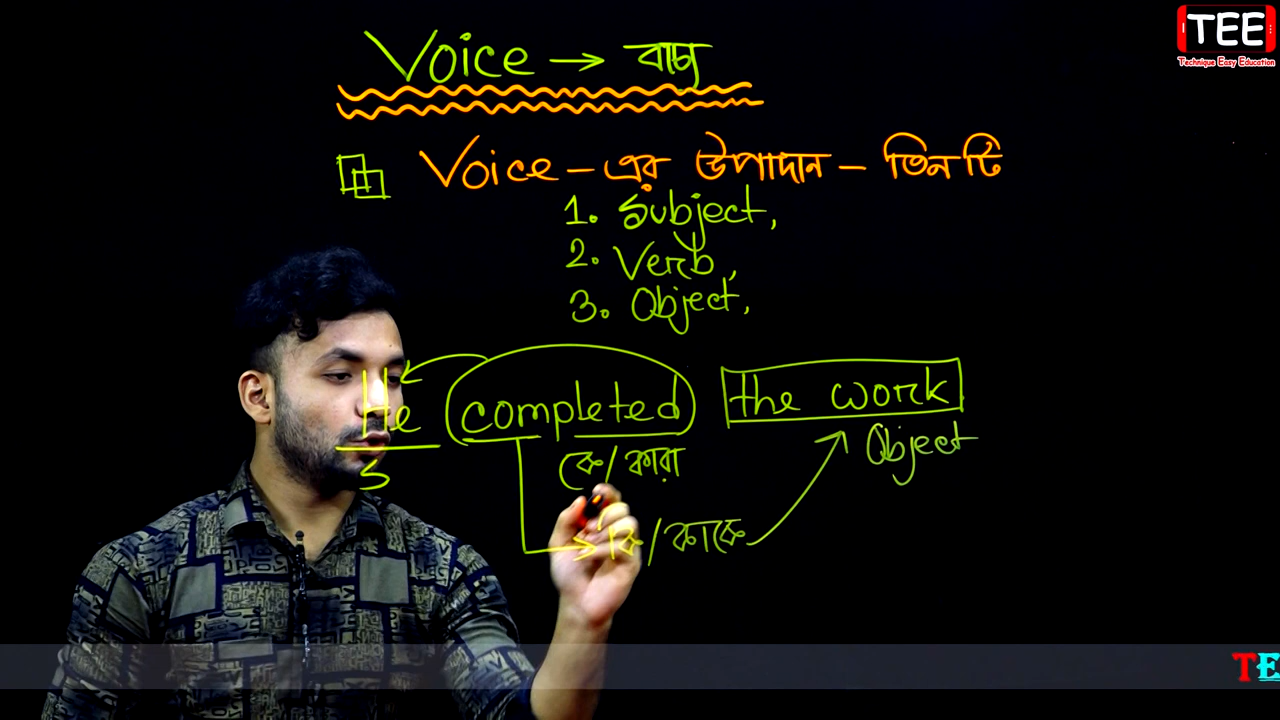 TEE
Technique Easy Education
Voice → বাচ্য
Voice - এর উপাদান - তিনটি
1. Subject,
2. Verb,
3. Object,
He completed the work
S
Object
কে/কারা
কি/কাকে
TE